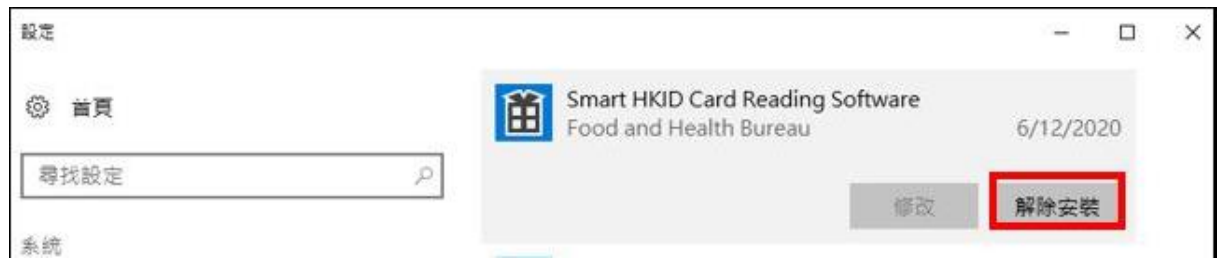 設定
首頁
尋找設定
系統
Smart HKID Card Reading Software
Food and Health Bureau
6/12/2020
修改
解除安裝